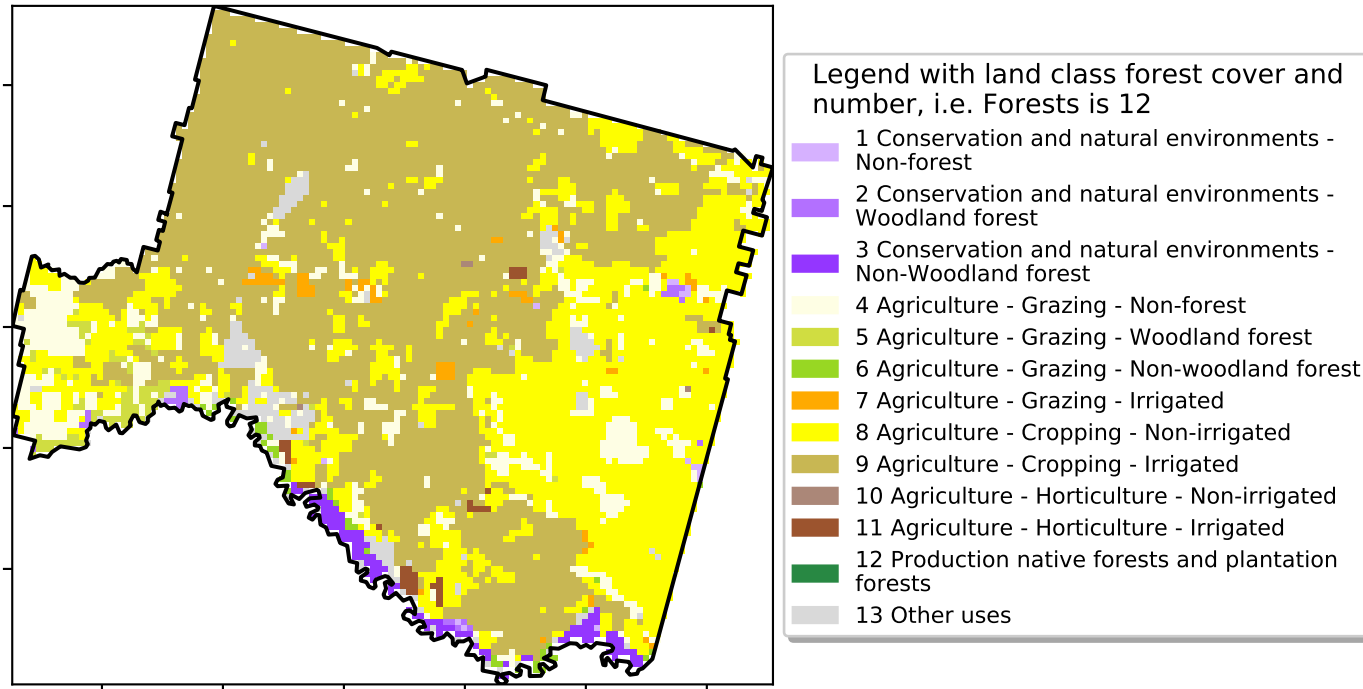 Legend with land class forest cover and
number, i.e. Forests is 12
1 Conservation and natural environments -
Non-forest
2 Conservation and natural environments -
Woodland forest
3 Conservation and natural environments -
Non-Woodland forest
4 Agriculture - Grazing - Non-forest
5 Agriculture - Grazing - Woodland forest
6 Agriculture - Grazing - Non-woodland forest
7 Agriculture - Grazing - Irrigated
8 Agriculture - Cropping - Non-irrigated
9 Agriculture - Cropping - Irrigated
10 Agriculture - Horticulture - Non-irrigated
11 Agriculture - Horticulture - Irrigated
12 Production native forests and plantation
forests
13 Other uses